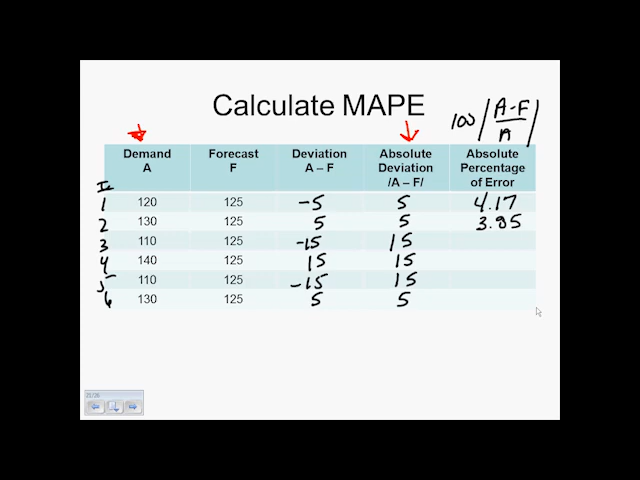 Calculate MAPE
100 | A-F / A |
Demand A Forecast F Deviation A – F Absolute Deviation /A – F/ Absolute Percentage of Error
1 120 125 -5 5 4.17
2 130 125 5 5 3.85
3 110 125 -15 15
4 140 125 15 15
5 110 125 -15 15
6 130 125 5 5
22/26